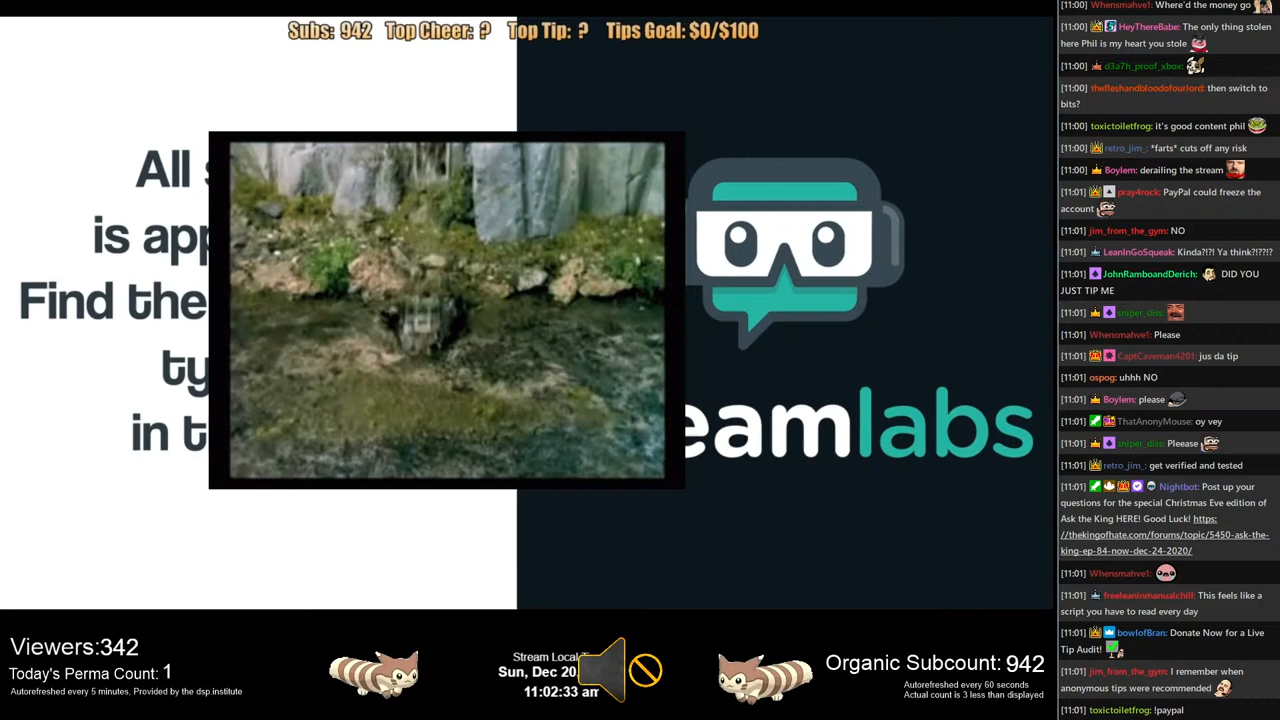 Subs: 942 Top Cheer: ? Top Tip: ? Tips Goal: $0/$100
All
is app
Find the
ty
in t
eamlabs
Viewers:342
Today's Perma Count: 1
Autorefreshed every 5 minutes, Provided by the dsp.institute
Stream Local T
Sun, Dec 20,
11:02:33 am
Organic Subcount: 942
Autorefreshed every 60 seconds
Actual count is 3 less than displayed
[11:00] Whensmahve1: Where'd the money go
[11:00] HeyThereBabe: The only thing stolen
here Phil is my heart you stole
[11:00] d3a7h_proof_xbox:
[11:00] thefleshandbloodofourlord: then switch to
bits?
toxictoiletfrog: it's good content phil
[11:00] retro_jim_: *farts* cuts off any risk
[11:00] Boylem: derailing the stream
[11:01] pray4rock: PayPal could freeze the
account
[11:01] jim_from_the_gym: NO
[11:01] LeanInGoSqueak: Kinda?!?! Ya think?!??!?
[11:01] JohnRamboandDerich: DID YOU
JUST TIP ME
[11:01] sniper_diss:
[11:01] Whensmahve1: Please
[11:01] CaptCaveman4201: jus da tip
[11:01] ospog: uhhh NO
[11:01] Boylem: please
[11:01] ThatAnonyMouse: oy vey
[11:01] sniper_diss: Pleease
[11:01] retro_jim_: get verified and tested
[11:01] Nightbot: Post up your
questions for the special Christmas Eve edition of
Ask the King HERE! Good Luck! https:
//thekingofhate.com/forums/topic/5450-ask-the-
king-ep-84-now-dec-24-2020/
[11:01] Whensmahve1:
[11:01] freeleaninmanualchill: This feels like a
script you have to read every day
[11:01] bowlofBran: Donate Now for a Live
Tip Audit!
[11:01] jim_from_the_gym: I remember when
anonymous tips were recommended
[11:01] toxictoiletfrog: !paypal